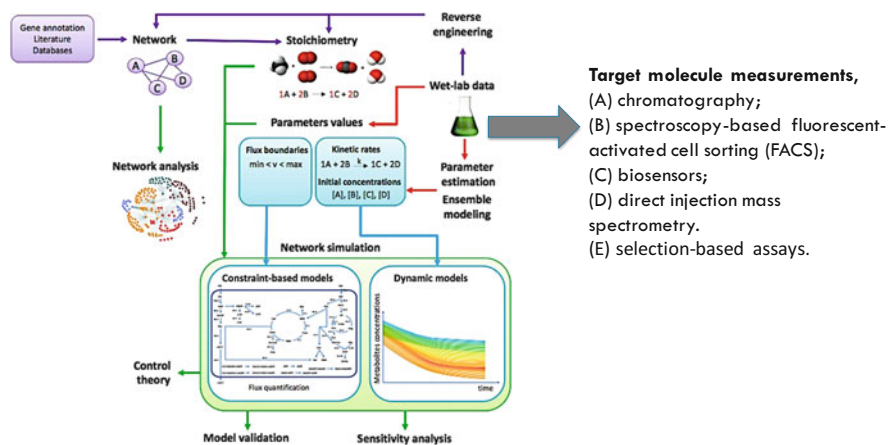 Gene annotation
Literature
Databases
Network
A
B
C
D
Stoichiometry
1A + 2B → 1C + 2D
Reverse
engineering
Wet-lab data
Parameters values
Flux boundaries
min < v < max
Kinetic rates
1A + 2B k→ 1C + 2D
Initial concentrations
[A], [B], [C], [D]
Parameter
estimation
Ensemble
modeling
Network analysis
Network simulation
Constraint-based models
Flux quantification
Dynamic models
Metabolites concentrations
time
Control
theory
Model validation
Sensitivity analysis
Target molecule measurements,
(A) chromatography;
(B) spectroscopy-based fluorescent-
activated cell sorting (FACS);
(C) biosensors;
(D) direct injection mass
spectrometry.
(E) selection-based assays.